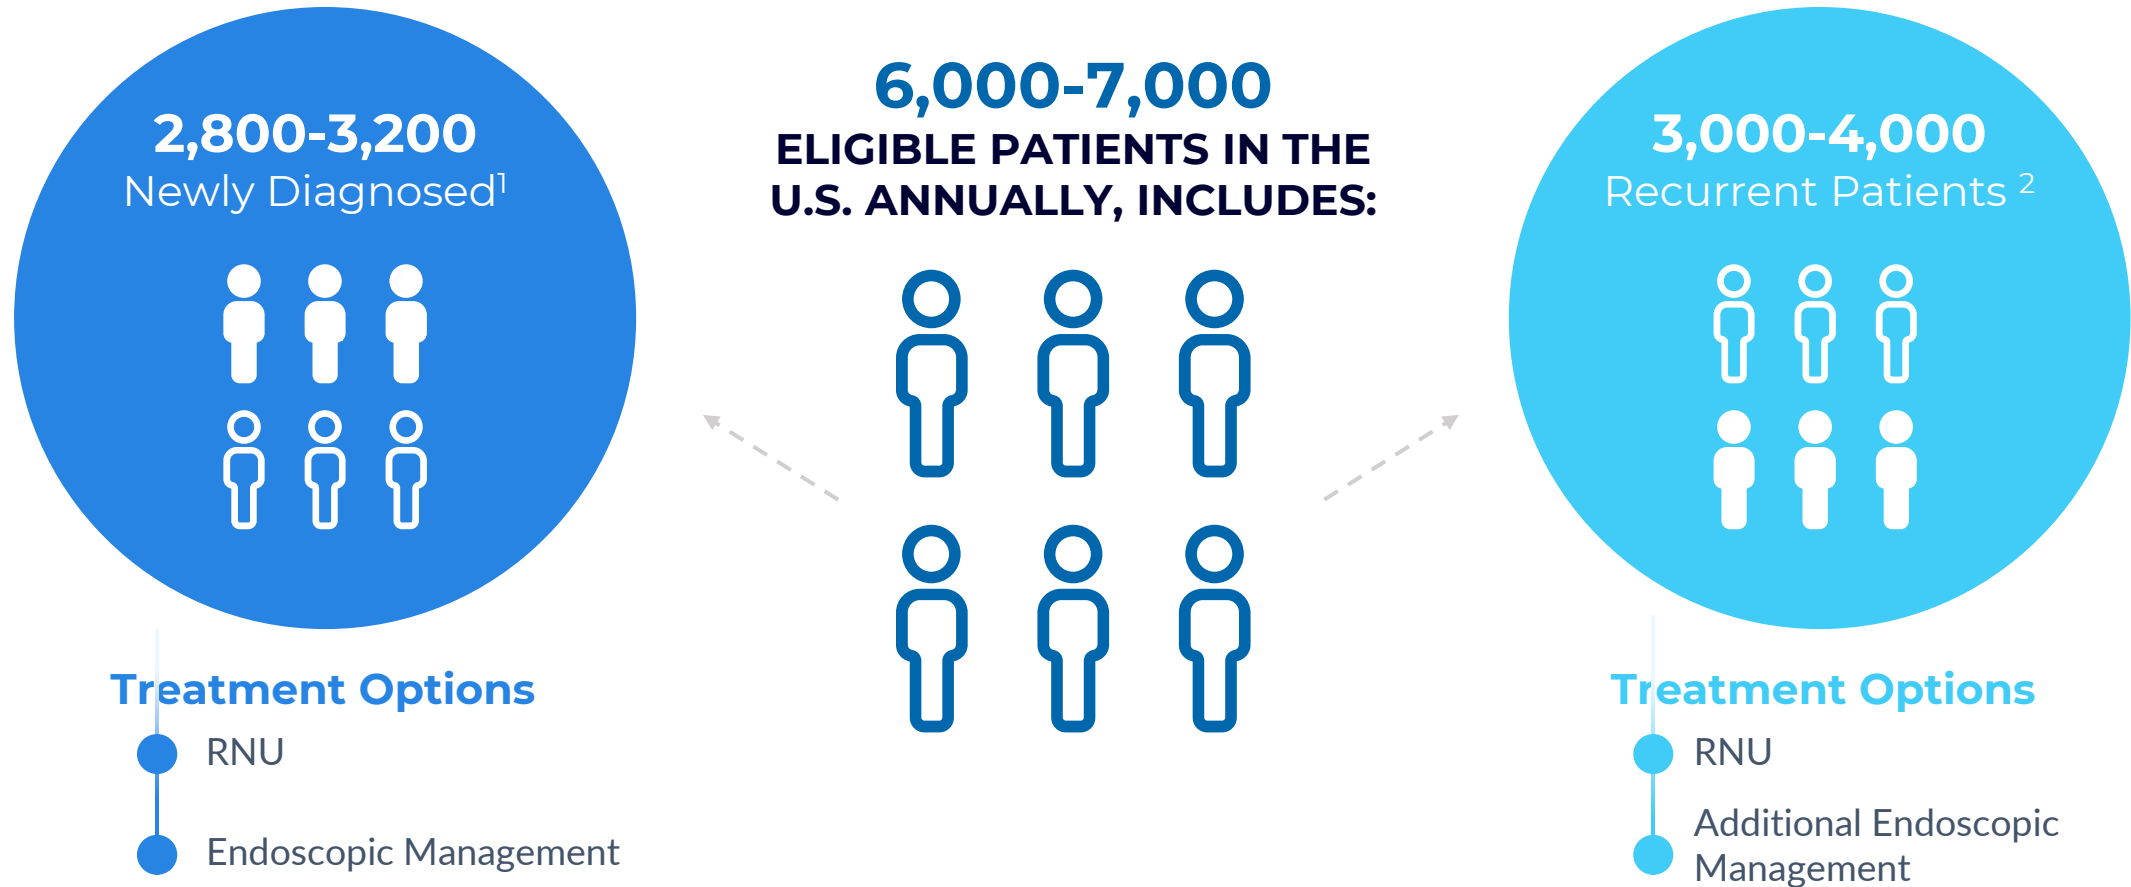 2,800-3,200
Newly Diagnosed¹
Treatment Options
RNU
Endoscopic Management
6,000-7,000
ELIGIBLE PATIENTS IN THE
U.S. ANNUALLY, INCLUDES:
3,000-4,000
Recurrent Patients ²
Treatment Options
RNU
Additional Endoscopic
Management